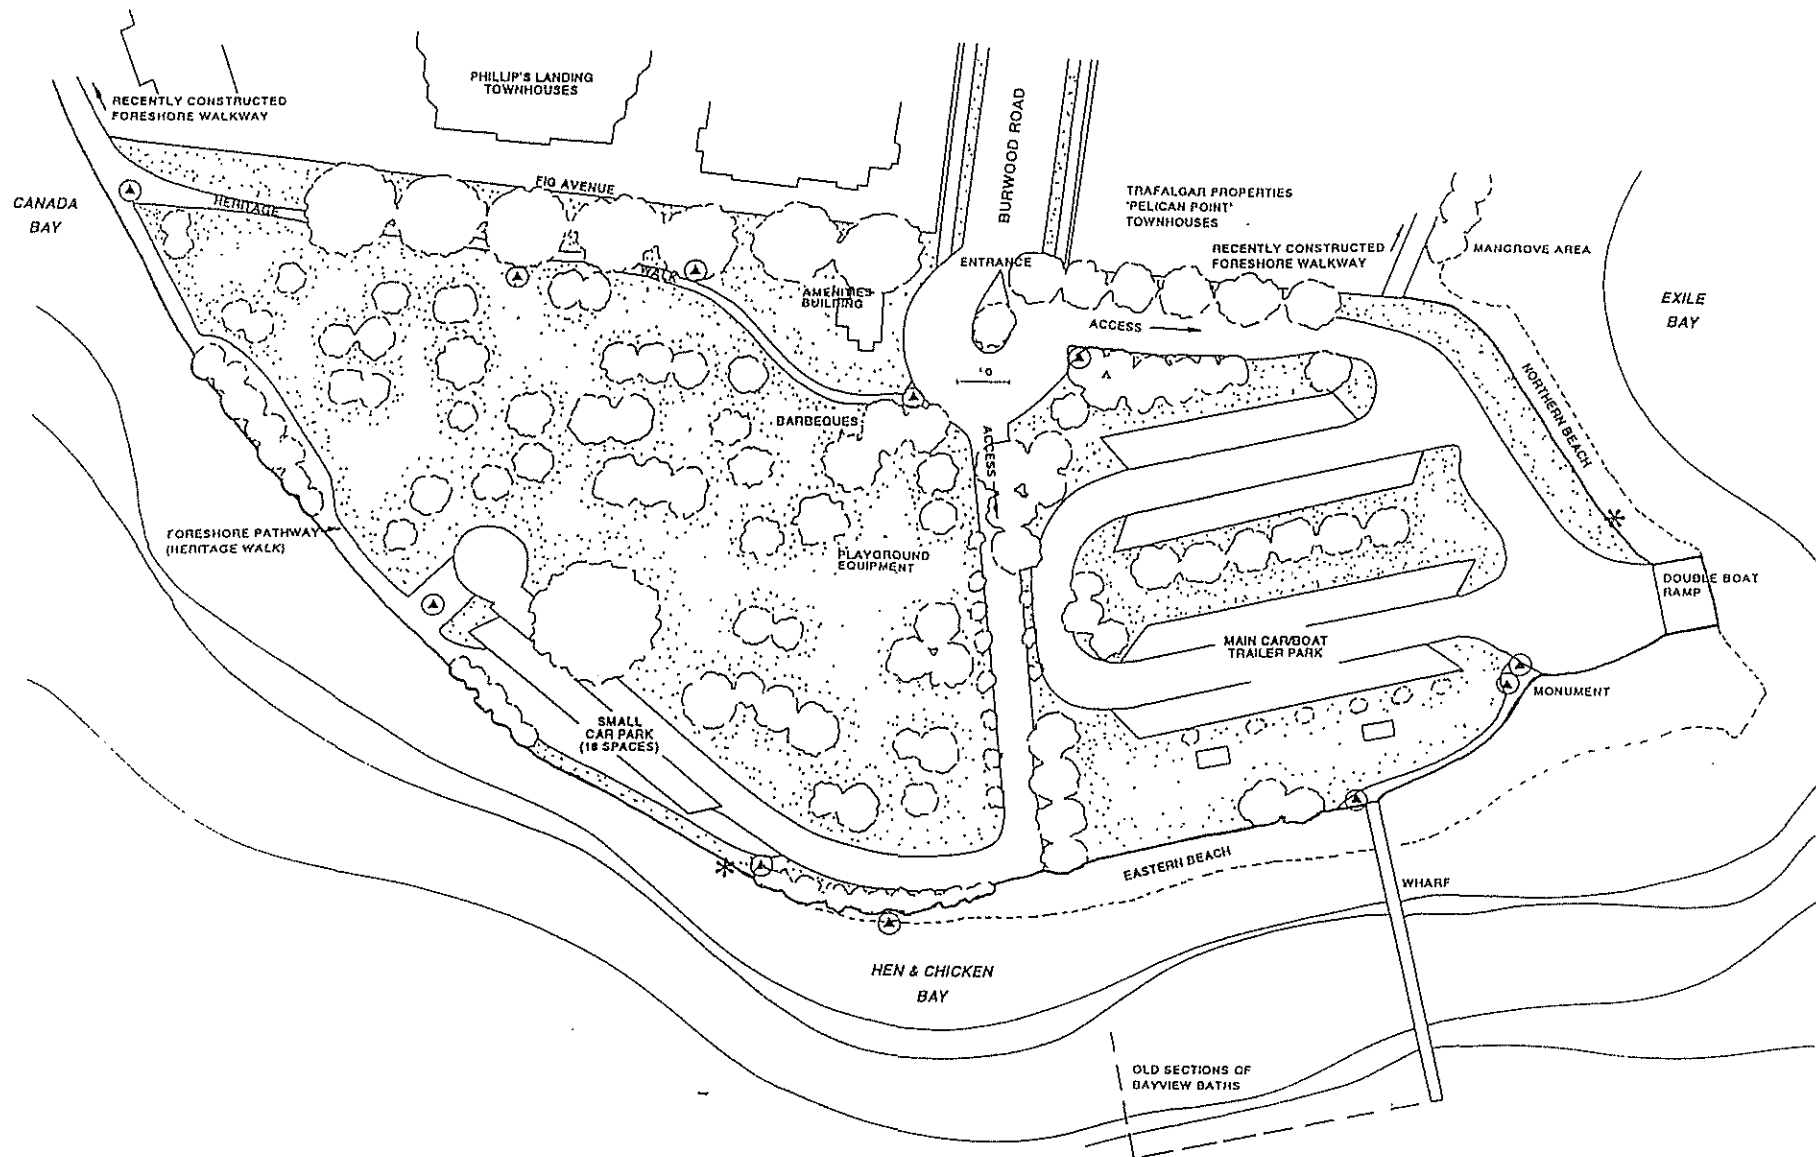 PHILLIP'S LANDING
TOWNHOUSES
RECENTLY CONSTRUCTED
FORESHORE WALKWAY
BURWOOD ROAD
FIG AVENUE
HERITAGE
WALK
CANADA
BAY
TRAFALGAR PROPERTIES
'PELICAN POINT'
TOWNHOUSES
RECENTLY CONSTRUCTED
FORESHORE WALKWAY
MANGROVE AREA
ENTRANCE
AMENITIES
BUILDING
EXILE
BAY
ACCESS
NORTHERN BEACH
BARBEQUES
ACCESS
FORESHORE PATHWAY
(HERITAGE WALK)
PLAYGROUND
EQUIPMENT
DOUBLE BOAT
RAMP
MAIN CAR/BOAT
TRAILER PARK
MONUMENT
SMALL
CAR PARK
(18 SPACES)
EASTERN BEACH
WHARF
HEN & CHICKEN
BAY
OLD SECTIONS OF
BAYVIEW BATHS